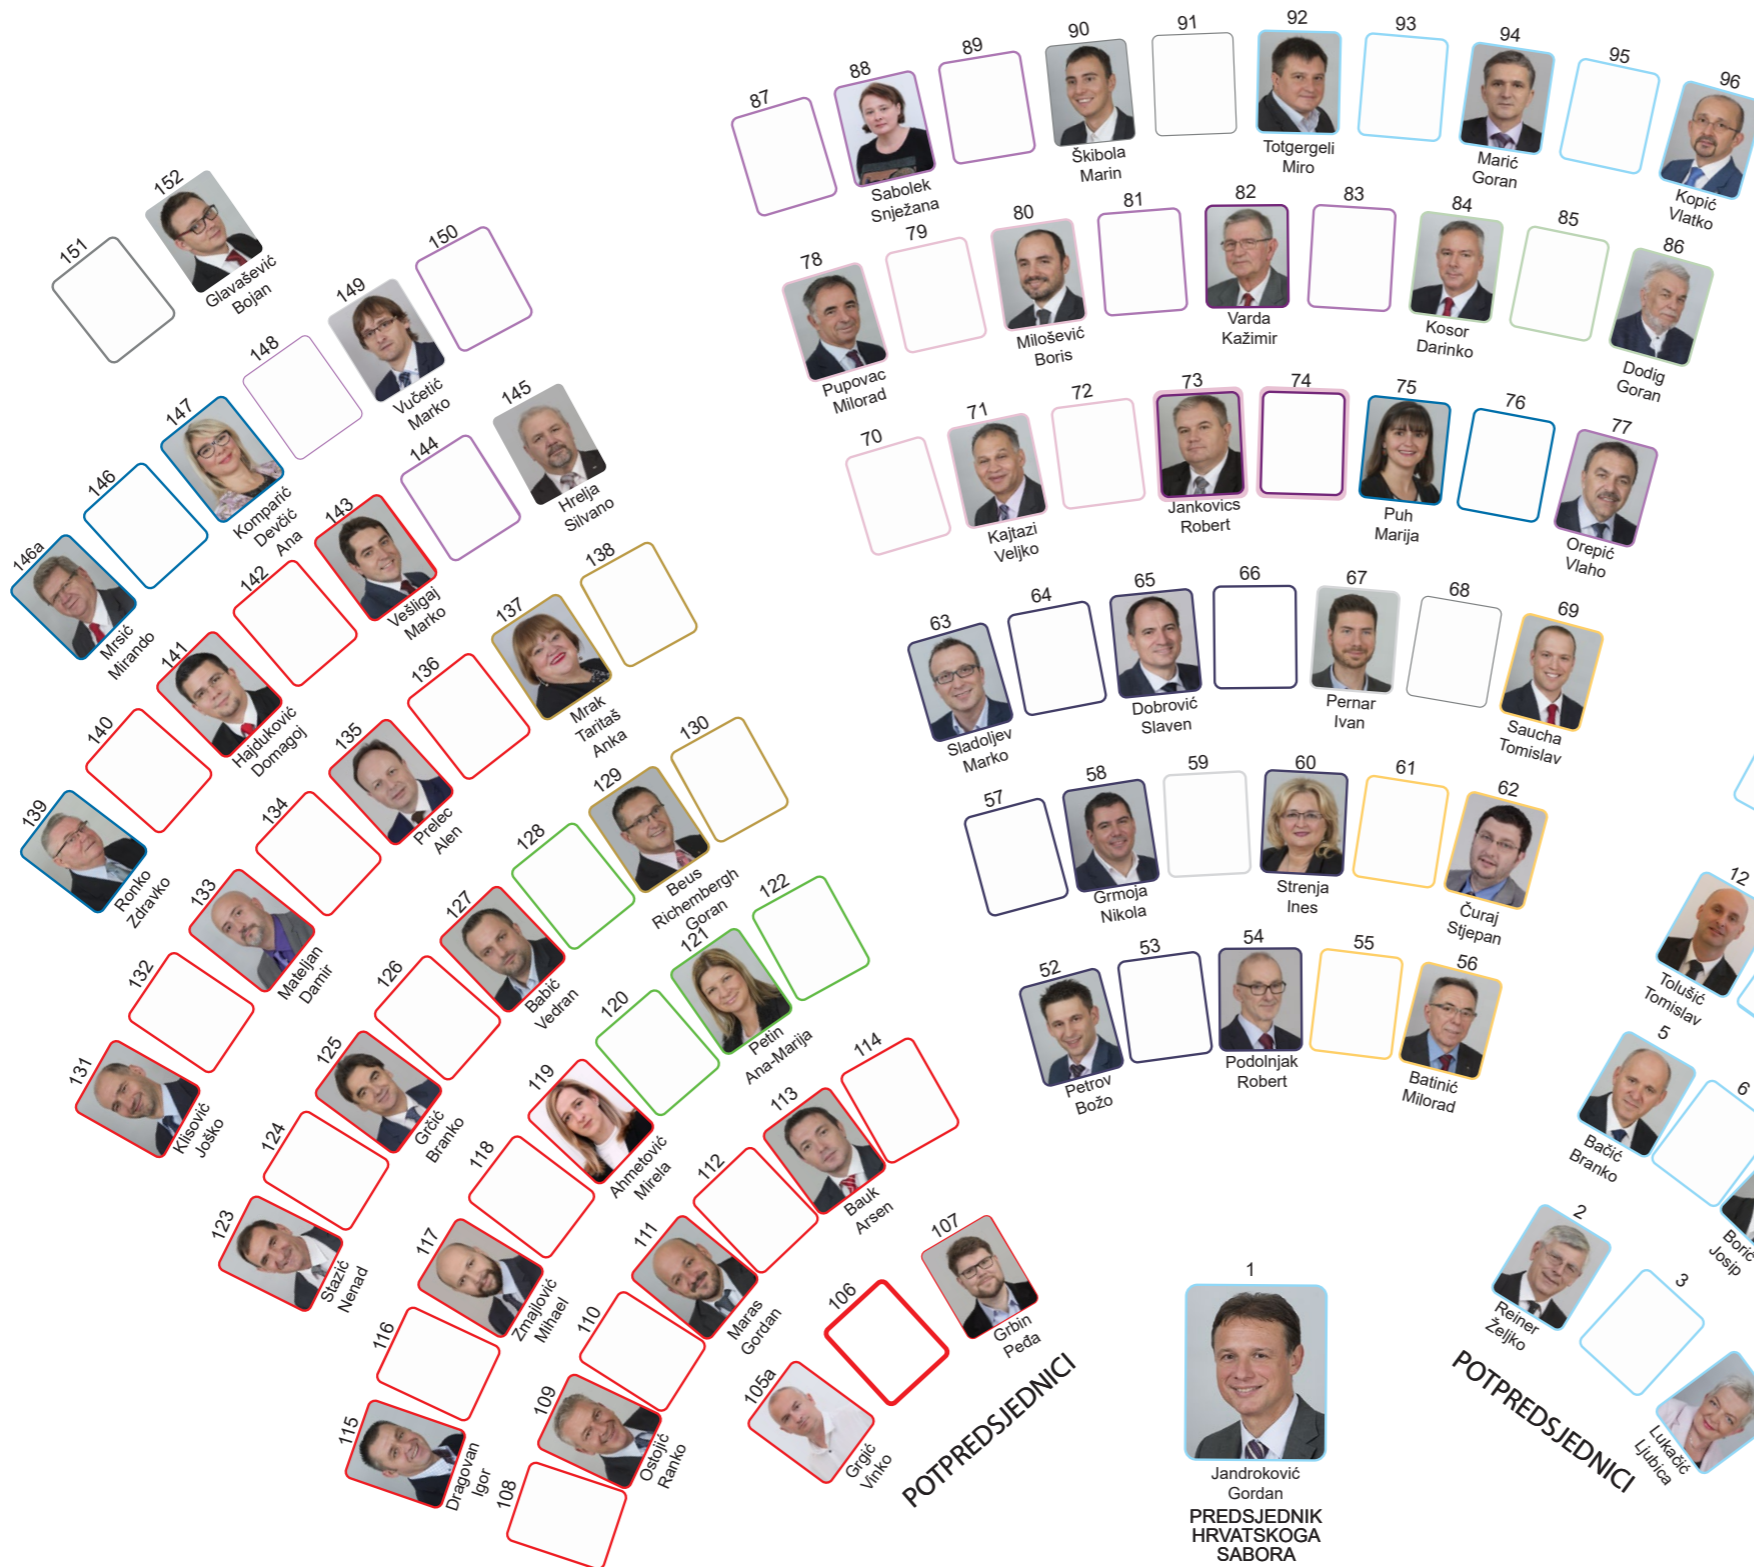 87
88
Sabolek
Snježana
89
90
Škibola
Marin
91
92
Totgergeli
Miro
93
94
Marić
Goran
95
96
Kopić
Vlatko
78
Pupovac
Milorad
79
80
Milošević
Boris
81
82
Varda
Kažimir
83
84
Kosor
Darinko
85
86
Dodig
Goran
70
71
Kajtazi
Veljko
72
73
Jankovics
Robert
74
75
Puh
Marija
76
77
Orepić
Vlaho
63
Sladoljev
Marko
64
65
Dobrović
Slaven
66
67
Pernar
Ivan
68
69
Saucha
Tomislav
57
58
Grmoja
Nikola
59
60
Strenja
Ines
61
62
Čuraj
Stjepan
52
Petrov
Božo
53
54
Podolnjak
Robert
55
56
Batinić
Milorad
151
152
Glavašević
Bojan
146a
Mrsić
Mirando
146
147
Komparić
Devčić
Ana
148
149
Vučetić
Marko
150
139
Ronko
Zdravko
140
141
Hajduković
Domagoj
142
143
Vešligaj
Marko
144
145
Hrelja
Silvano
131
Klisović
Joško
132
133
Mateljan
Damir
134
135
Prelec
Alen
136
137
Mrak
Taritaš
Anka
138
123
Stazić
Nenad
124
125
Grčić
Branko
126
127
Babić
Vedran
128
129
Beus
Richembergh
Goran
130
115
Dragovan
Igor
116
117
Zmajlović
Mihael
118
119
Ahmetović
Mirela
120
121
Petin
Ana-Marija
122
108
109
Ostojić
Ranko
110
111
Maras
Gordan
112
113
Bauk
Arsen
114
105a
Grgić
Vinko
106
107
Grbin
Peđa
POTPREDSJEDNICI
1
Jandroković
Gordan
PREDSJEDNIK
HRVATSKOGA
SABORA
12
Tolušić
Tomislav
5
Bačić
Branko
6
Borić
Josip
2
Reiner
Željko
3
Lukačić
Ljubica
POTPREDSJEDNICI